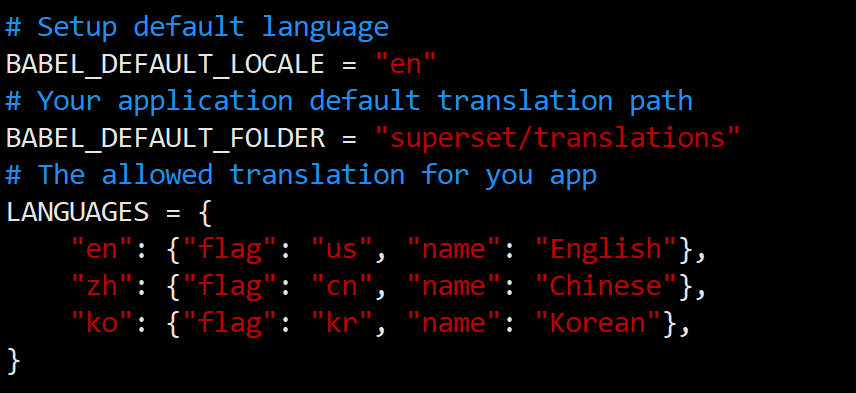 # Setup default language
BABEL_DEFAULT_LOCALE = "en"
# Your application default translation path
BABEL_DEFAULT_FOLDER = "superset/translations"
# The allowed translation for you app
LANGUAGES = {
    "en": {"flag": "us", "name": "English"},
    "zh": {"flag": "cn", "name": "Chinese"},
    "ko": {"flag": "kr", "name": "Korean"},
}